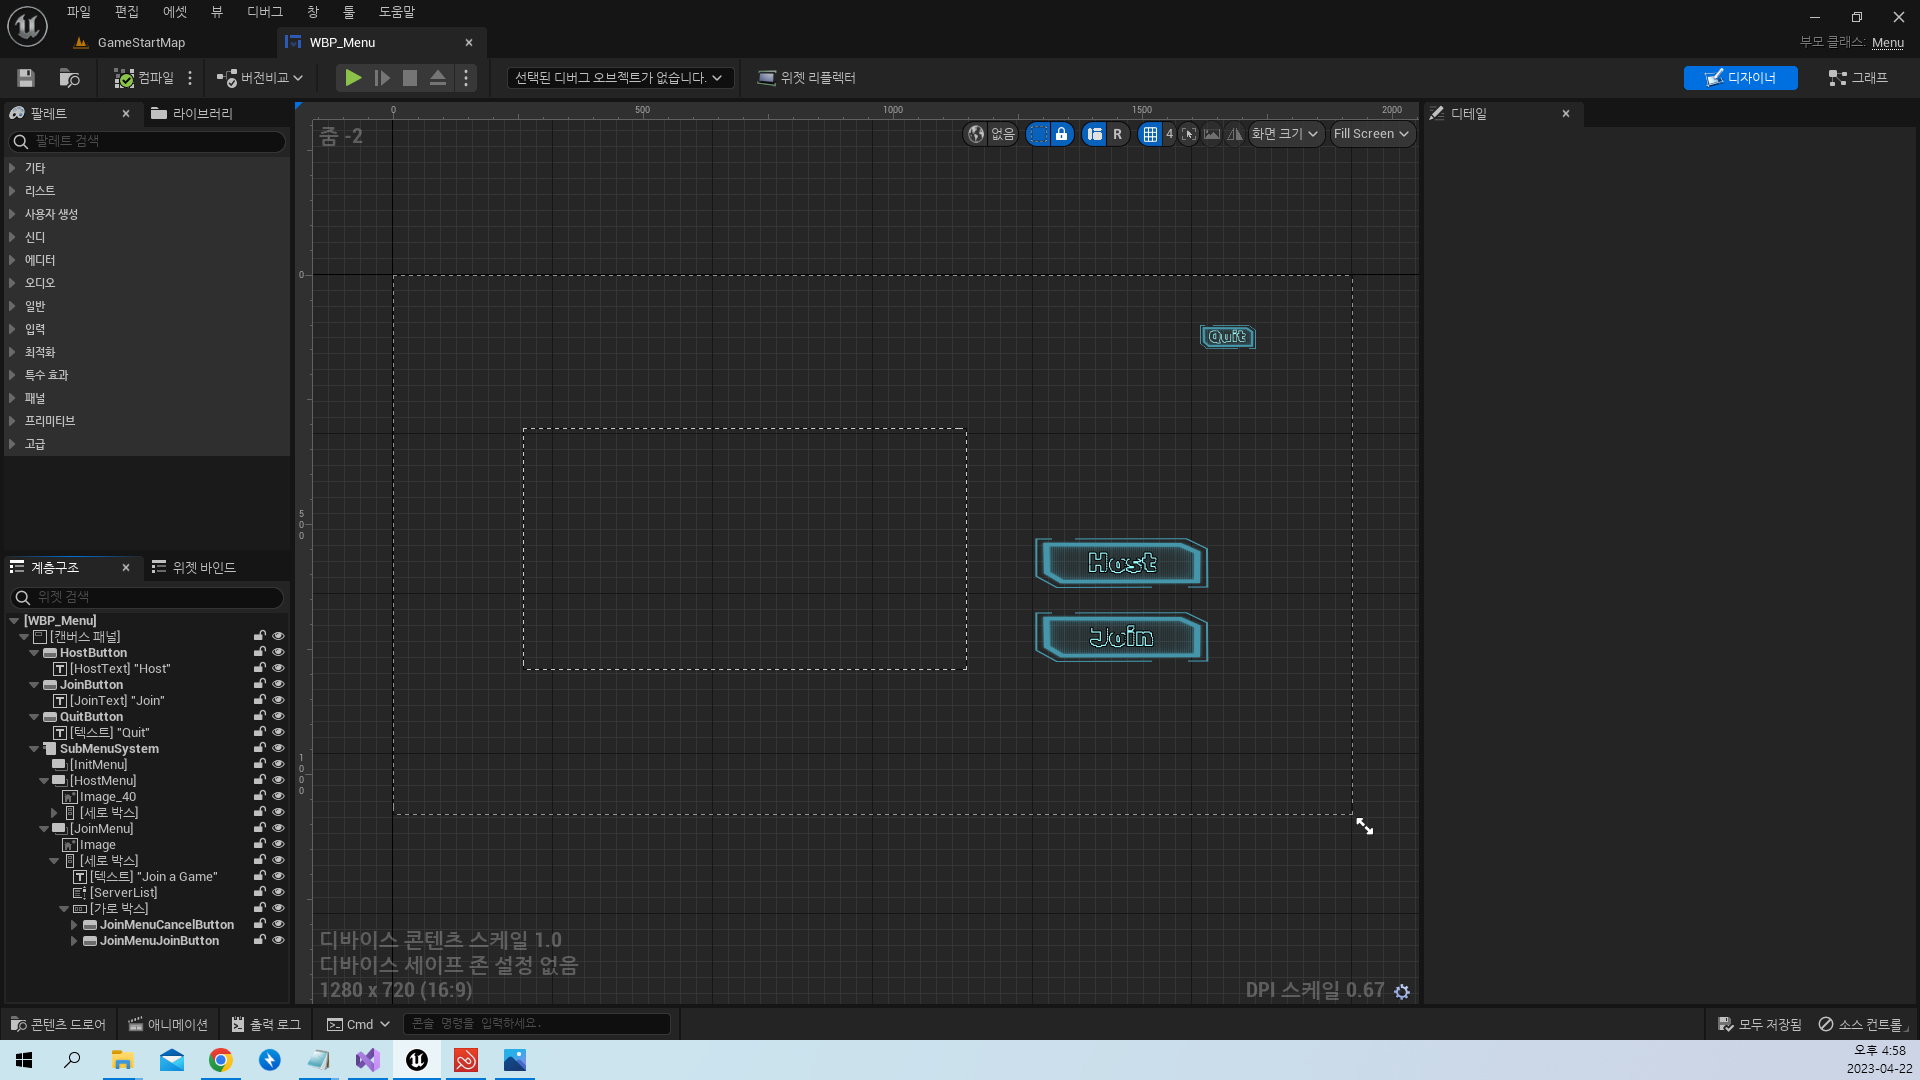 파일 편집 에셋 뷰 디버그 창 툴 도움말
GameStartMap
WBP_Menu
부모 클래스: Menu
컴파일
버전비교
선택된 디버그 오브젝트가 없습니다.
위젯 리플렉터
디자이너
그래프
팔레트
라이브러리
팔레트 검색
기타
리스트
사용자 생성
신디
에디터
오디오
일반
입력
최적화
특수 효과
패널
프리미티브
고급
계층구조
위젯 바인드
위젯 검색
[WBP_Menu]
[캔버스 패널]
HostButton
[HostText] "Host"
JoinButton
[JoinText] "Join"
QuitButton
[텍스트] "Quit"
SubMenuSystem
[InitMenu]
[HostMenu]
Image_40
[세로 박스]
[JoinMenu]
Image
[세로 박스]
[텍스트] "Join a Game"
[ServerList]
[가로 박스]
JoinMenuCancelButton
JoinMenuJoinButton
0 500 1000 1500 2000
줌 -2
없음
R
4
화면 크기
Fill Screen
0
500
1000
Quit
Host
Join
디바이스 콘텐츠 스케일 1.0
디바이스 세이프 존 설정 없음
1280 x 720 (16:9)
DPI 스케일 0.67
디테일
콘텐츠 드로어
애니메이션
출력 로그
Cmd
콘솔 명령을 입력하세요.
모두 저장됨
소스 컨트롤
오후 4:58
2023-04-22